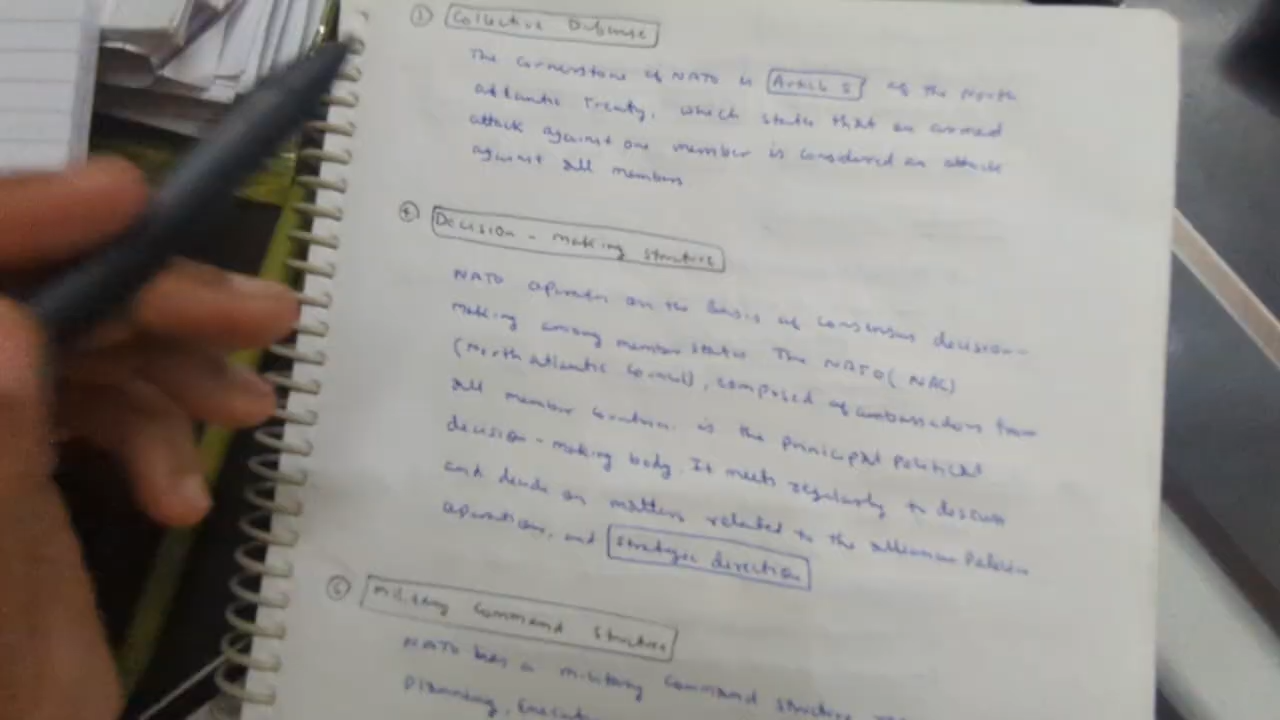 ③ Collective Defense
The cornerstone of NATO is Article 5 of the North
atlantic Treaty, which states that an armed
attack against one member is considered an attack
against all members
④ Decision - making structure
NATO operates on the basis of consensus decision-
making among member states. The NATO( NAC)
(North atlantic Council), composed of ambassadors from
all member countries. is the principal political
decision - making body. It meets regularly to discuss
and decide on matters related to the alliances
operations, and strategic direction
⑤ Military Command Structure
NATO has a military command structure
planning,